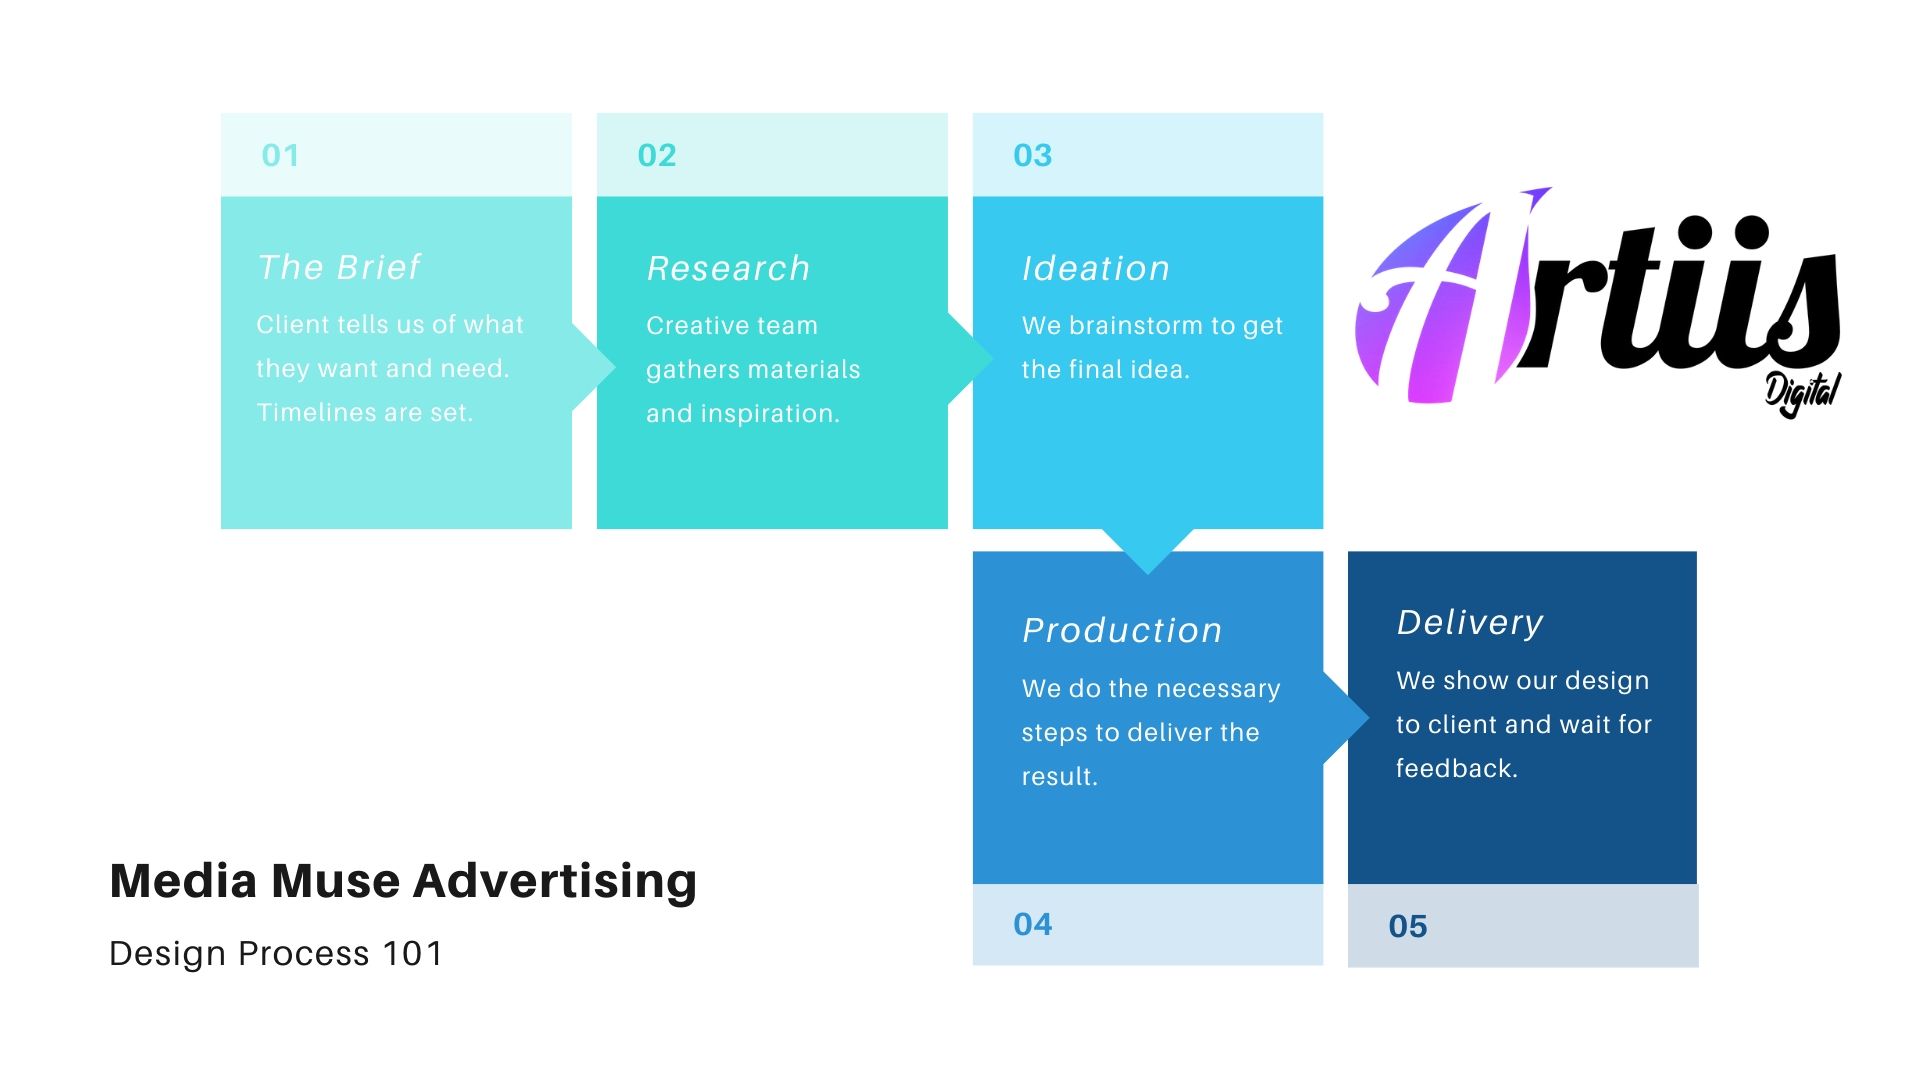 01
The Brief
Client tells us of what
they want and need.
Timelines are set.
02
Research
Creative team
gathers materials
and inspiration.
03
Ideation
We brainstorm to get
the final idea.
Artiis
Digital
Production
We do the necessary
steps to deliver the
result.
04
Delivery
We show our design
to client and wait for
feedback.
05
Media Muse Advertising
Design Process 101